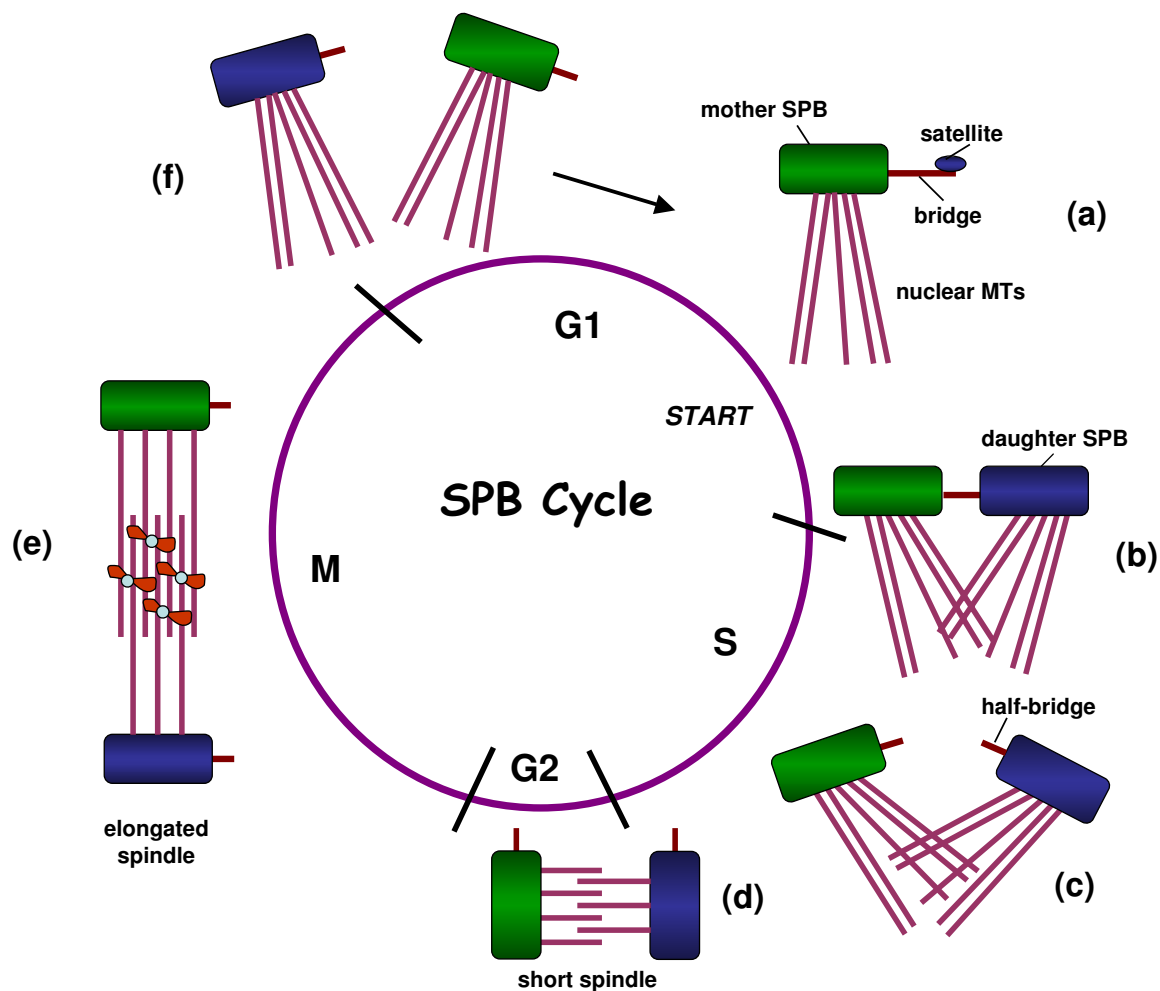 mother SPB
satellite
(f)
(a)
bridge
nuclear MTs
G1
START
daughter SPB
SPB Cycle
(e)
(b)
M
S
half-bridge
G2
elongated
spindle
(d)
(c)
short spindle